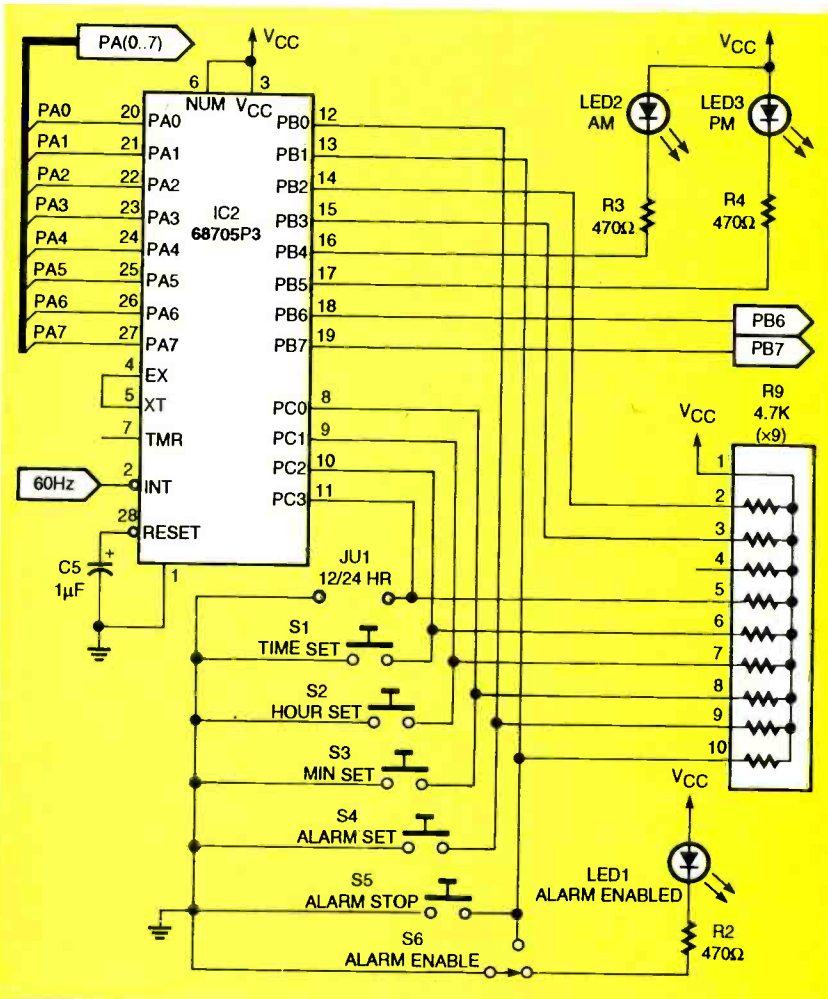 PA(0..7)
VCC
VCC
6
3
NUM
VCC
PA0
20
PA0
PB0
12
PA1
21
PA1
PB1
13
PA2
22
PA2
PB2
14
PA3
23
PA3
PB3
15
PA4
24
PA4
PB4
16
PA5
25
PA5
PB5
17
PA6
26
PA6
PB6
18
PA7
27
PA7
PB7
19
IC2
68705P3
LED2
AM
LED3
PM
R3
470Ω
R4
470Ω
PB6
PB7
4
EX
5
XT
7
TMR
60Hz
2
INT
28
RESET
1
PC0
8
PC1
9
PC2
10
PC3
11
C5
1µF
+
VCC
R9
4.7K
(×9)
1
2
3
4
5
6
7
8
9
10
JU1
12/24 HR
S1
TIME SET
S2
HOUR SET
S3
MIN SET
S4
ALARM SET
S5
ALARM STOP
S6
ALARM ENABLE
VCC
LED1
ALARM ENABLED
R2
470Ω